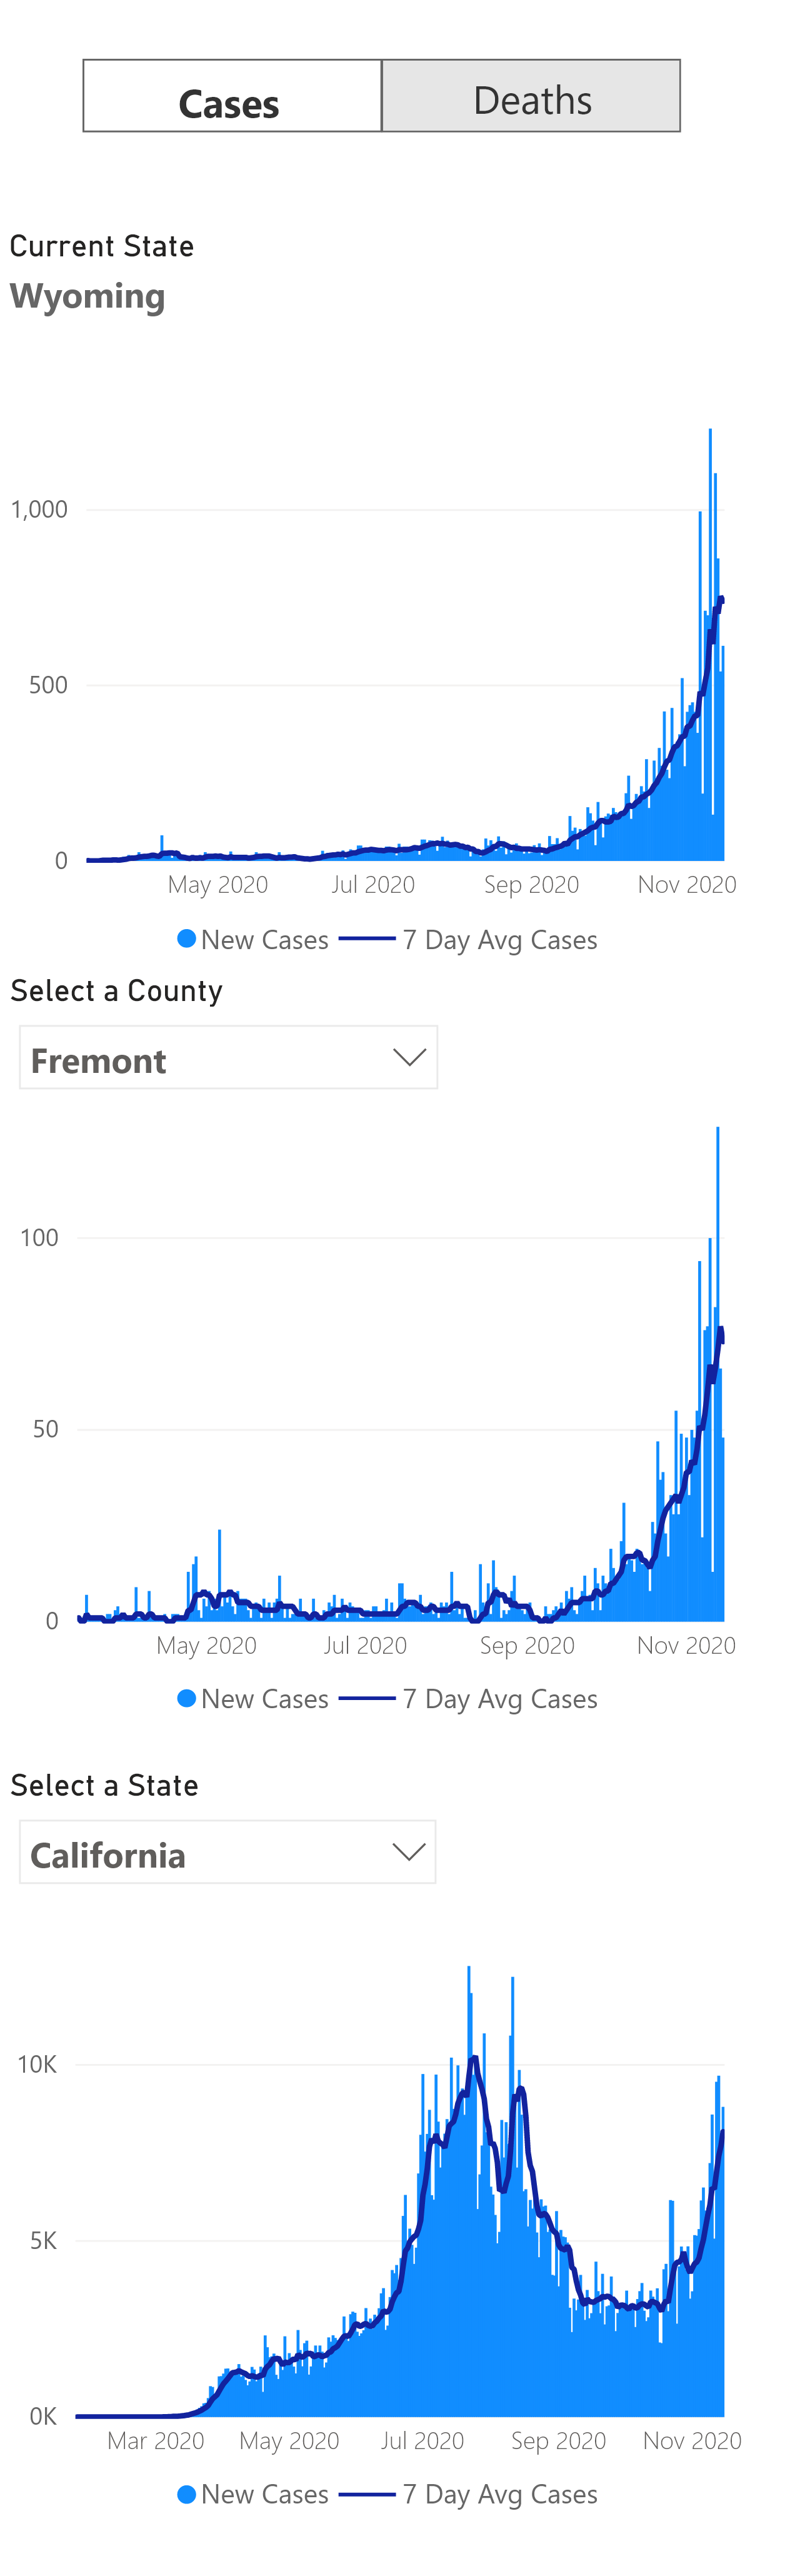 Cases Deaths
Current State
Wyoming
1,000
500
0
May 2020 Jul 2020 Sep 2020 Nov 2020
New Cases 7 Day Avg Cases
Select a County
Fremont
100
50
0
May 2020 Jul 2020 Sep 2020 Nov 2020
New Cases 7 Day Avg Cases
Select a State
California
10K
5K
0K
Mar 2020 May 2020 Jul 2020 Sep 2020 Nov 2020
New Cases 7 Day Avg Cases